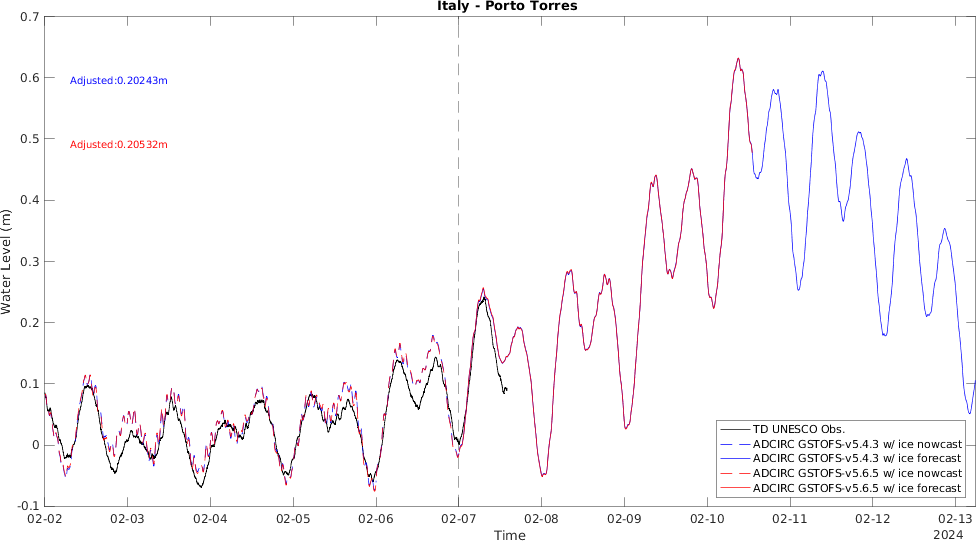 Italy - Porto Torres
0.7
0.6
0.5
0.4
0.3
0.2
0.1
0
-0.1
Water Level (m)
Adjusted:0.20243m
Adjusted:0.20532m
TD UNESCO Obs.
ADCIRC GSTOFS-v5.4.3 w/ ice nowcast
ADCIRC GSTOFS-v5.4.3 w/ ice forecast
ADCIRC GSTOFS-v5.6.5 w/ ice nowcast
ADCIRC GSTOFS-v5.6.5 w/ ice forecast
02-02 02-03 02-04 02-05 02-06 02-07 02-08 02-09 02-10 02-11 02-12 02-13
Time
2024